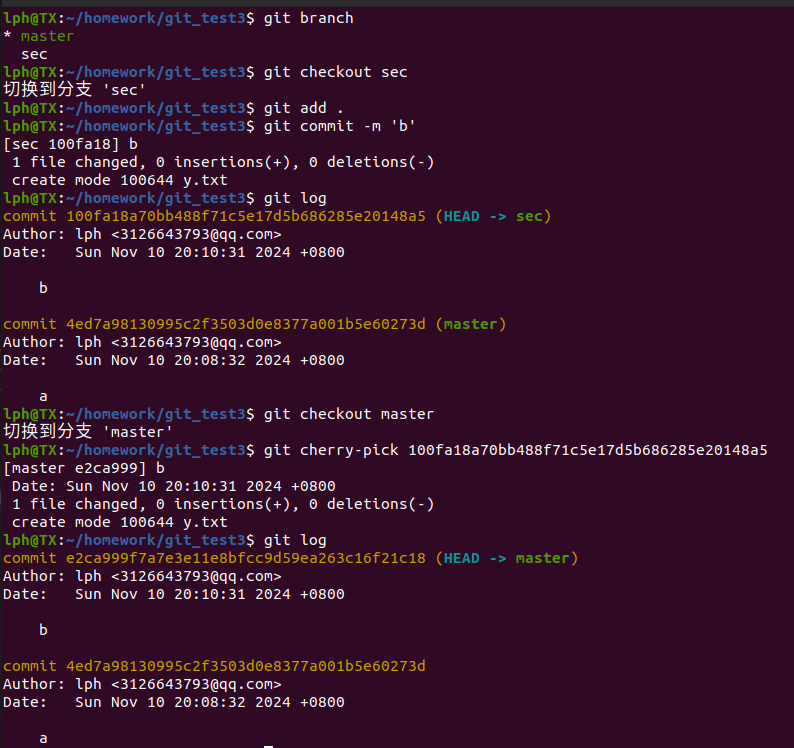 lph@TX:~/homework/git_test3$ git branch
* master
  sec
lph@TX:~/homework/git_test3$ git checkout sec
切换到分支 'sec'
lph@TX:~/homework/git_test3$ git add .
lph@TX:~/homework/git_test3$ git commit -m 'b'
[sec 100fa18] b
 1 file changed, 0 insertions(+), 0 deletions(-)
 create mode 100644 y.txt
lph@TX:~/homework/git_test3$ git log
commit 100fa18a70bb488f71c5e17d5b686285e20148a5 (HEAD -> sec)
Author: lph <3126643793@qq.com>
Date:   Sun Nov 10 20:10:31 2024 +0800
    b
commit 4ed7a98130995c2f3503d0e8377a001b5e60273d (master)
Author: lph <3126643793@qq.com>
Date:   Sun Nov 10 20:08:32 2024 +0800
    a
lph@TX:~/homework/git_test3$ git checkout master
切换到分支 'master'
lph@TX:~/homework/git_test3$ git cherry-pick 100fa18a70bb488f71c5e17d5b686285e20148a5
[master e2ca999] b
 Date: Sun Nov 10 20:10:31 2024 +0800
 1 file changed, 0 insertions(+), 0 deletions(-)
 create mode 100644 y.txt
lph@TX:~/homework/git_test3$ git log
commit e2ca999f7a7e3e11e8bfcc9d59ea263c16f21c18 (HEAD -> master)
Author: lph <3126643793@qq.com>
Date:   Sun Nov 10 20:10:31 2024 +0800
    b
commit 4ed7a98130995c2f3503d0e8377a001b5e60273d
Author: lph <3126643793@qq.com>
Date:   Sun Nov 10 20:08:32 2024 +0800
    a